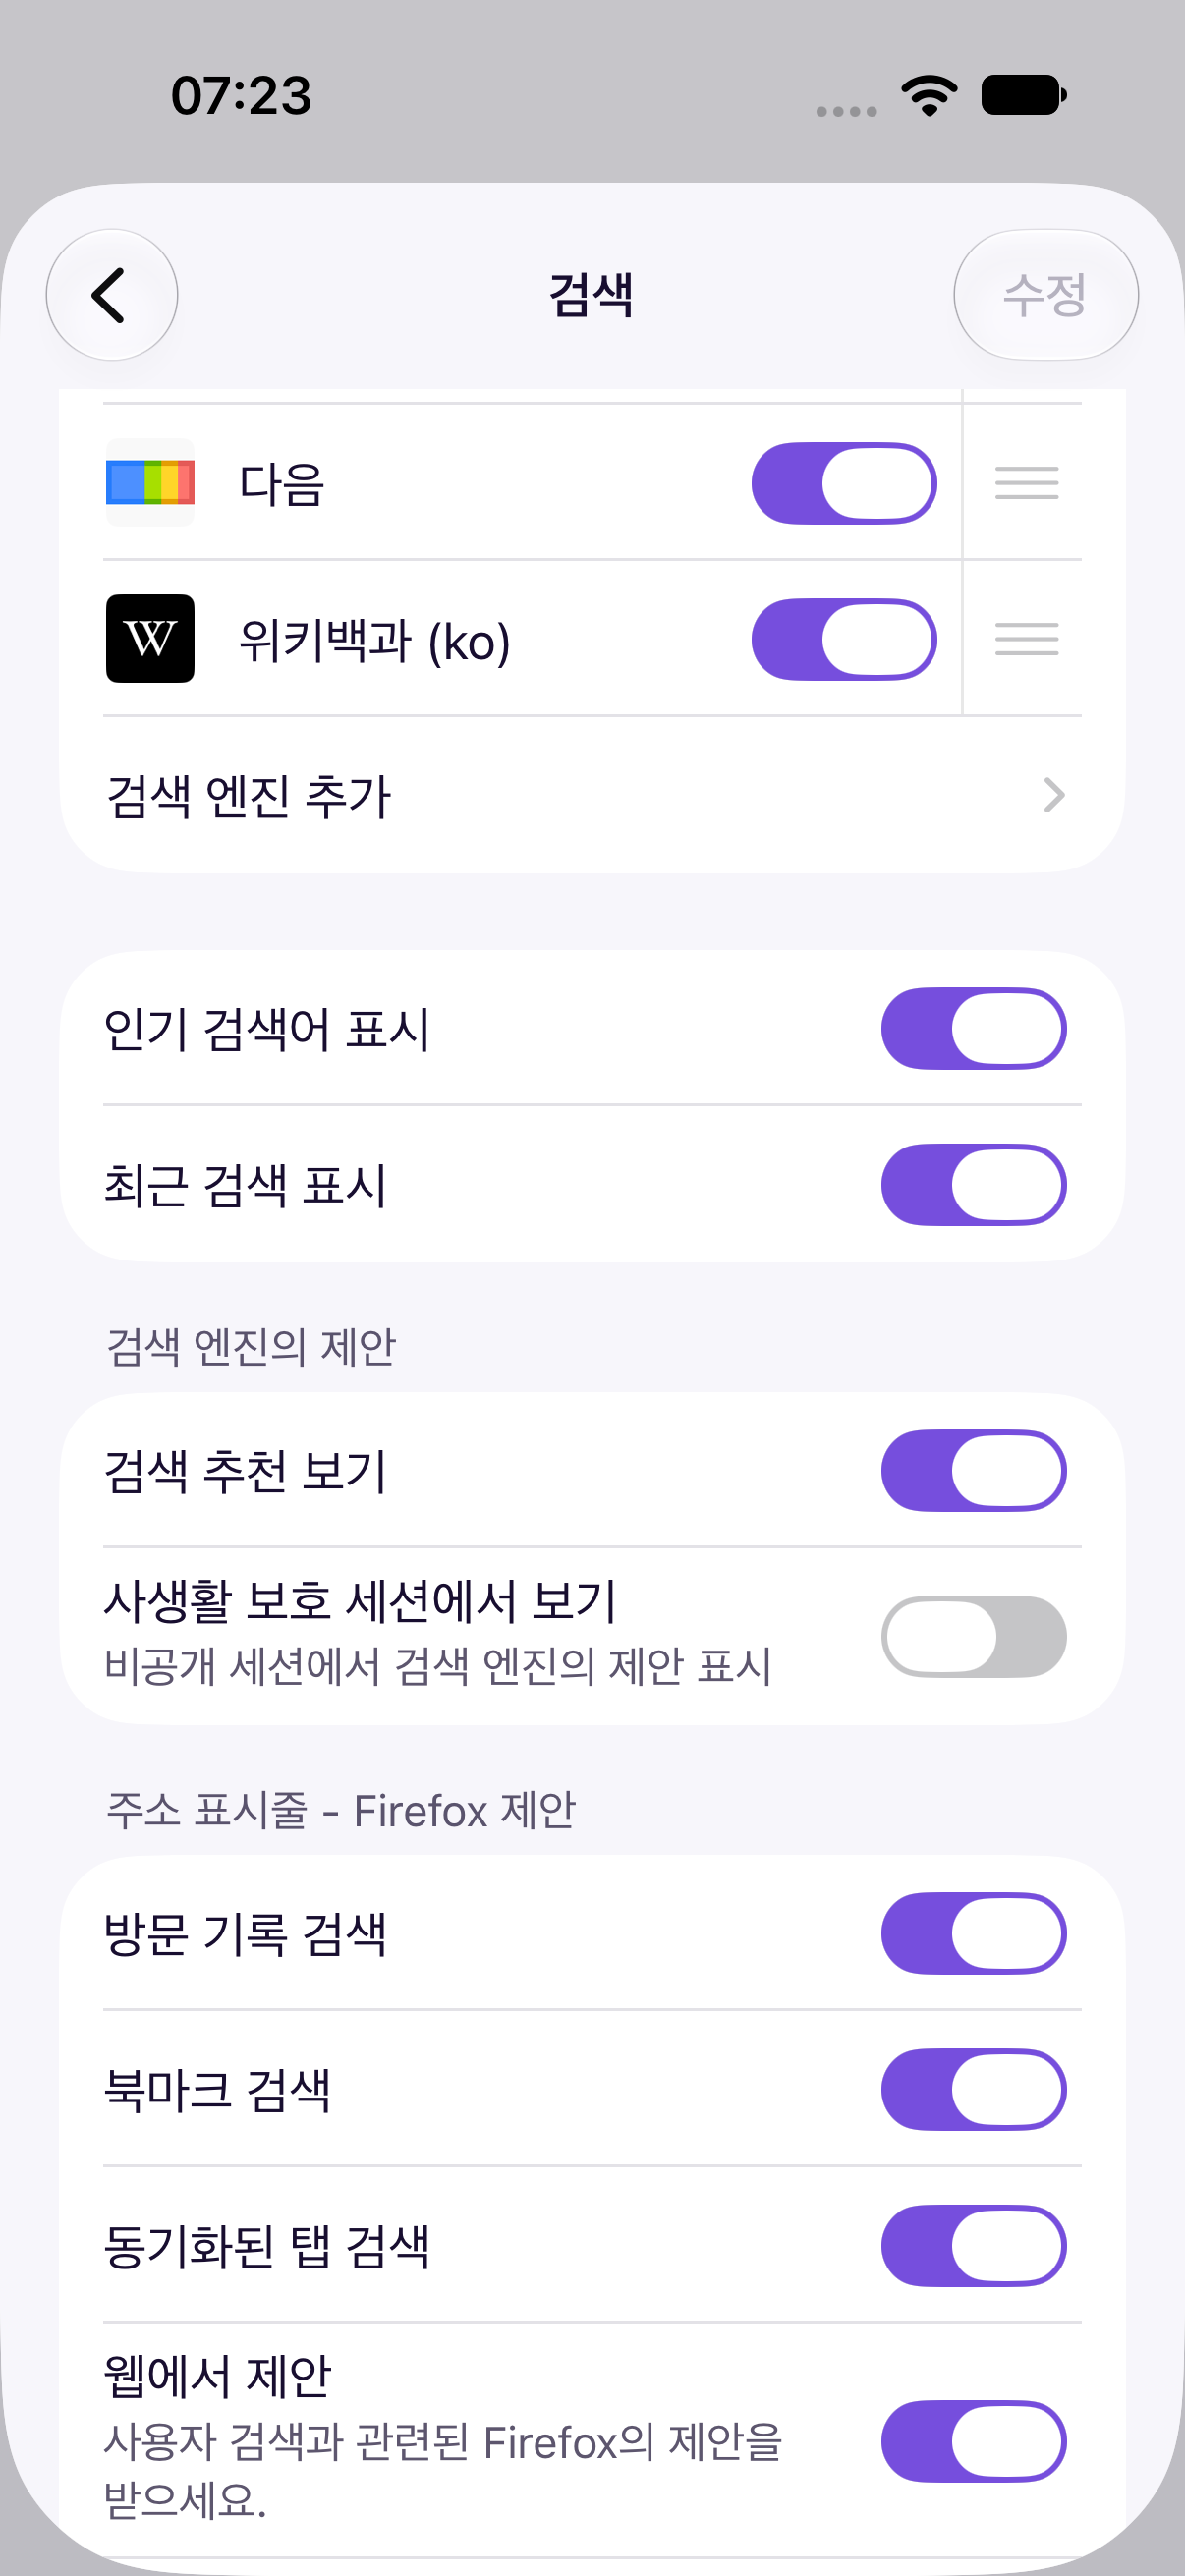 07:23
검색
수정
다음
W
위키백과 (ko)
검색 엔진 추가
인기 검색어 표시
최근 검색 표시
검색 엔진의 제안
검색 추천 보기
사생활 보호 세션에서 보기
비공개 세션에서 검색 엔진의 제안 표시
주소 표시줄 - Firefox 제안
방문 기록 검색
북마크 검색
동기화된 탭 검색
웹에서 제안
사용자 검색과 관련된 Firefox의 제안을
받으세요.